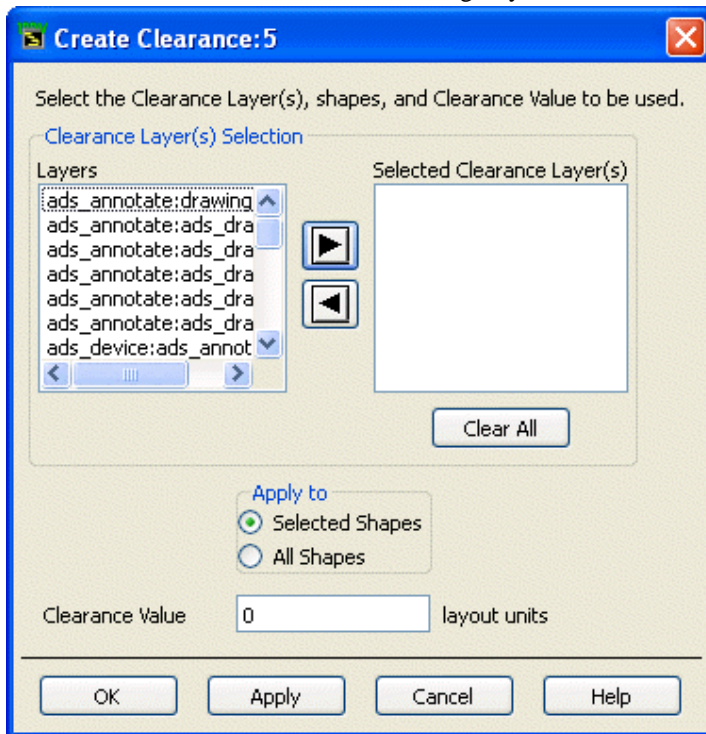 Create Clearance:5
Select the Clearance Layer(s), shapes, and Clearance Value to be used.
Clearance Layer(s) Selection
Layers
Selected Clearance Layer(s)
ads_annotate:drawing
ads_annotate:ads_dra
ads_annotate:ads_dra
ads_annotate:ads_dra
ads_annotate:ads_dra
ads_annotate:ads_dra
ads_device:ads_annot
Clear All
Apply to
Selected Shapes
All Shapes
Clearance Value 0 layout units
OK Apply Cancel Help